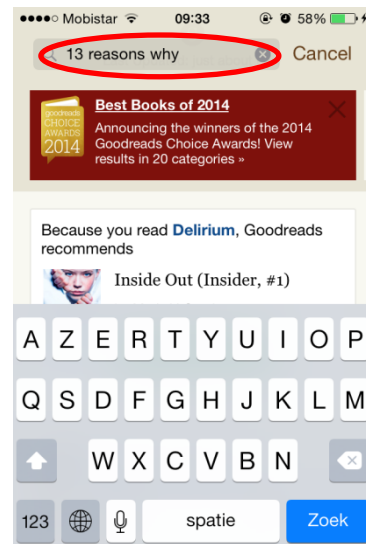 Mobistar 09:33 58%
13 reasons why Cancel
goodreads
CHOICE
AWARDS
2014
Best Books of 2014
Announcing the winners of the 2014
Goodreads Choice Awards! View
results in 20 categories »
Because you read Delirium, Goodreads
recommends
Inside Out (Insider, #1)
A Z E R T Y U I O P
Q S D F G H J K L M
W X C V B N
123 spatie Zoek